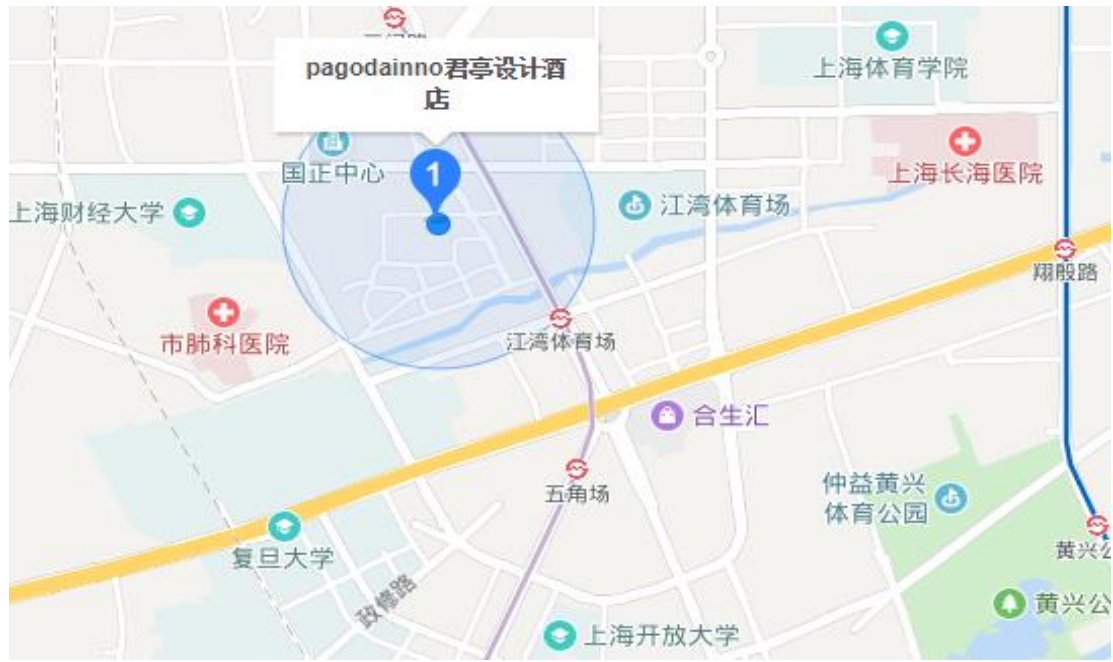 pagodainno君亭设计酒
店
1
上海体育学院
国正中心
上海长海医院
上海财经大学
江湾体育场
翔殷路
市肺科医院
江湾体育场
合生汇
五角场
仲益黄兴
体育公园
复旦大学
黄兴公
政修路
黄兴公
上海开放大学